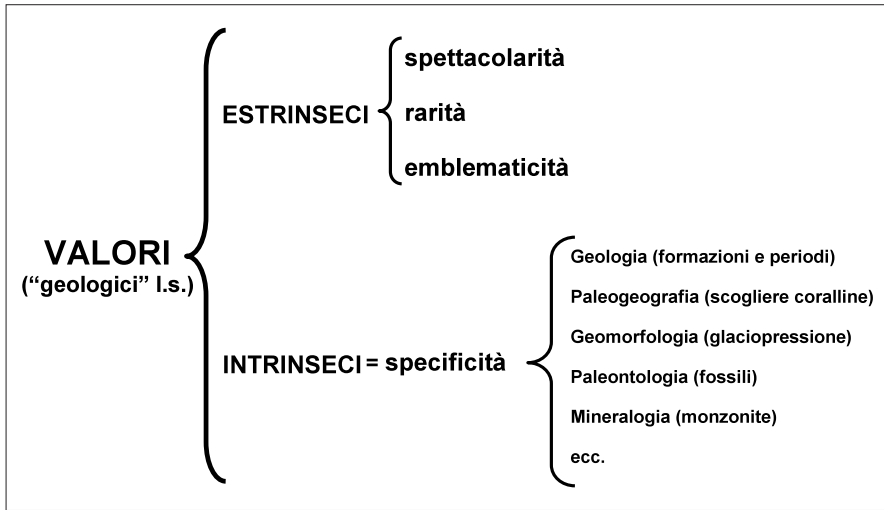 VALORI
(“geologici” l.s.)
ESTRINSECI
spettacolarità
rarità
emblematicità
INTRINSECI = specificità
Geologia (formazioni e periodi)
Paleogeografia (scogliere coralline)
Geomorfologia (glaciopressione)
Paleontologia (fossili)
Mineralogia (monzonite)
ecc.